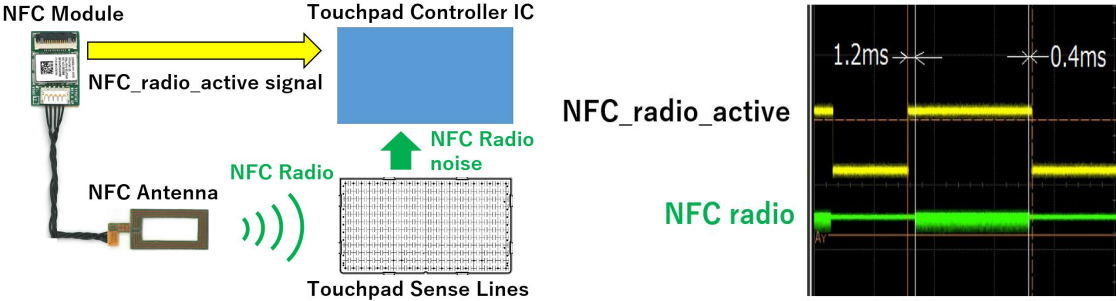 NFC Module
Touchpad Controller IC
NFC_radio_active signal
NFC Radio
noise
NFC Radio
NFC Antenna
Touchpad Sense Lines
1.2ms
0.4ms
NFC_radio_active
NFC radio